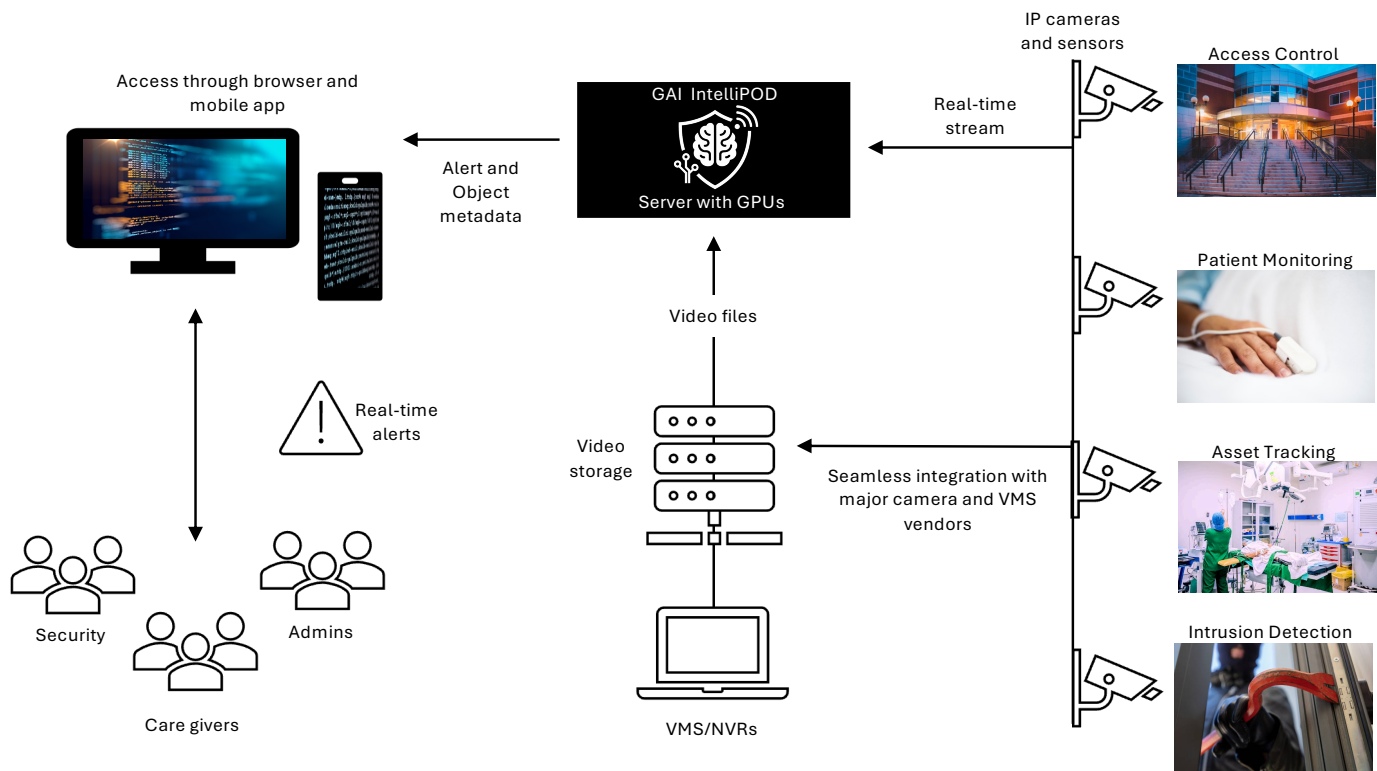 IP cameras
and sensors
Access Control
Access through browser and
mobile app
GAI IntelliPOD
Server with GPUs
Real-time
stream
Alert and
Object
metadata
Patient Monitoring
Video files
Real-time
alerts
Video
storage
Seamless integration with
major camera and VMS
vendors
Asset Tracking
Security
Admins
Care givers
VMS/NVRs
Intrusion Detection